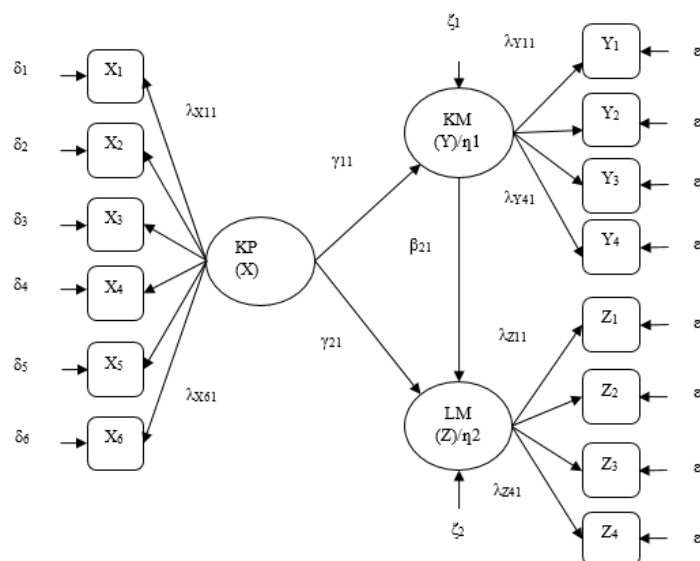 ζ1
λY11
Y1
ε
δ1
X1
λX11
δ2
X2
KM
(Y)/η1
Y2
ε
γ11
Y3
ε
δ3
X3
λY41
Y4
ε
KP
(X)
β21
δ4
X4
Z1
ε
λZ11
γ21
δ5
X5
Z2
ε
λX61
LM
(Z)/η2
δ6
X6
Z3
ε
λZ41
ζ2
Z4
ε